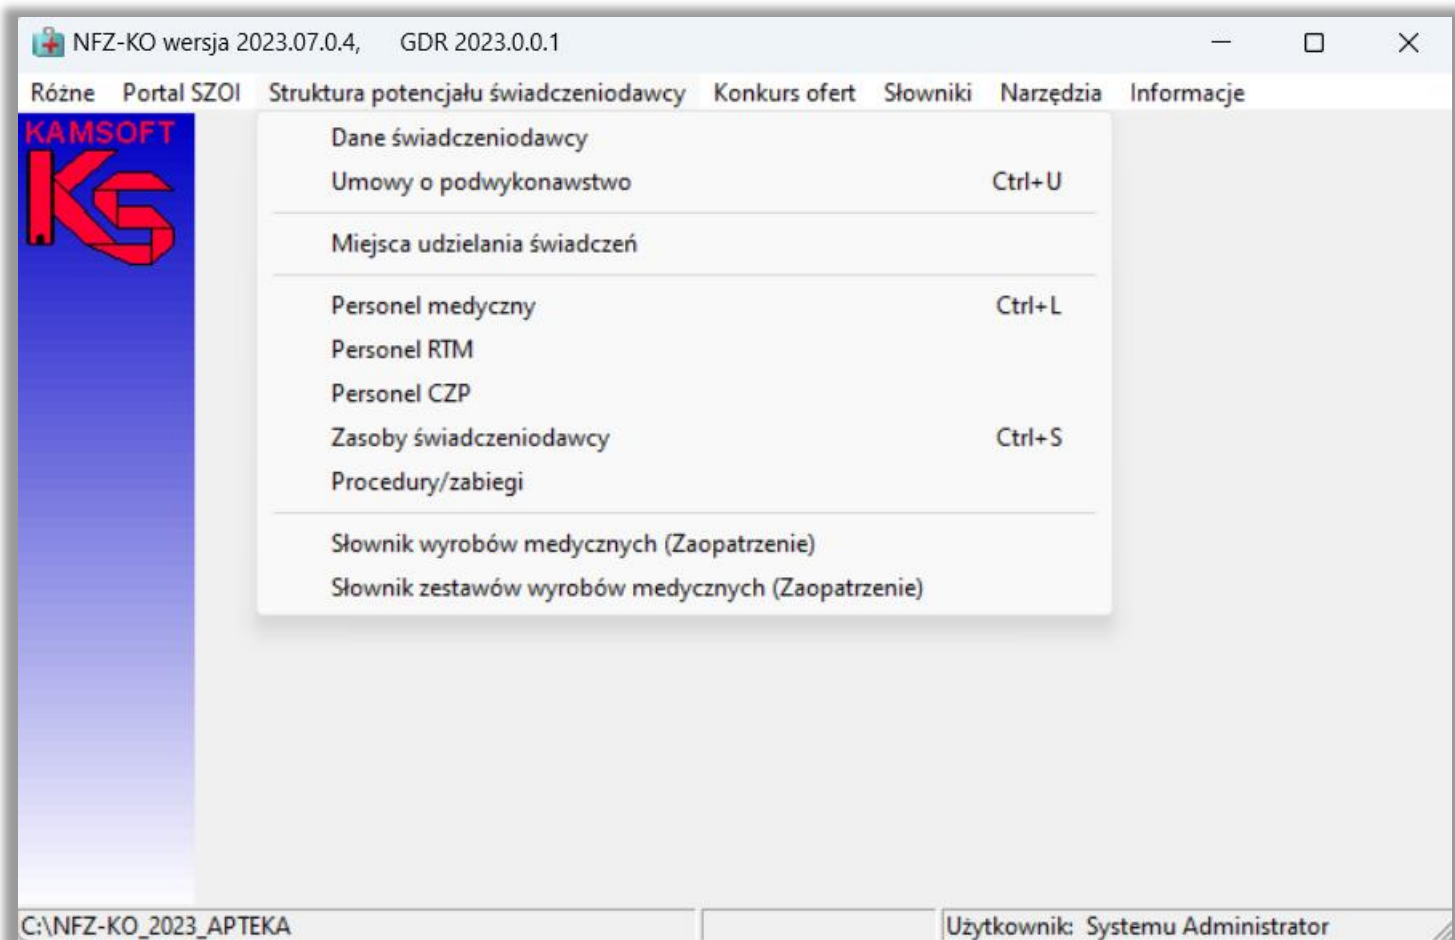 NFZ-KO wersja 2023.07.0.4, GDR 2023.0.0.1
Różne Portal SZOI Struktura potencjału świadczeniodawcy Konkurs ofert Słowniki Narzędzia Informacje
KAMSOFT
KS
Dane świadczeniodawcy
Umowy o podwykonawstwo Ctrl+U
Miejsca udzielania świadczeń
Personel medyczny Ctrl+L
Personel RTM
Personel CZP
Zasoby świadczeniodawcy Ctrl+S
Procedury/zabiegi
Słownik wyrobów medycznych (Zaopatrzenie)
Słownik zestawów wyrobów medycznych (Zaopatrzenie)
C:\NFZ-KO_2023_APTEKA Użytkownik: Systemu Administrator